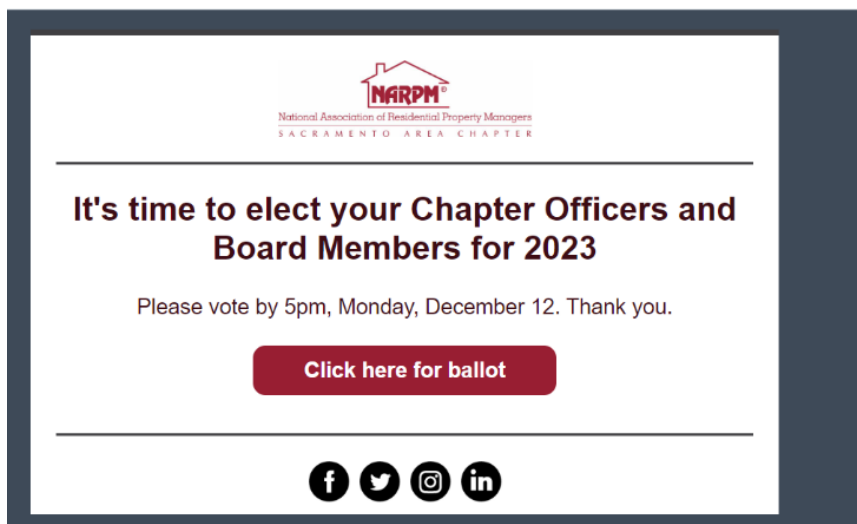 NARPM®
National Association of Residential Property Managers
SACRAMENTO AREA CHAPTER
It's time to elect your Chapter Officers and
Board Members for 2023
Please vote by 5pm, Monday, December 12. Thank you.
Click here for ballot